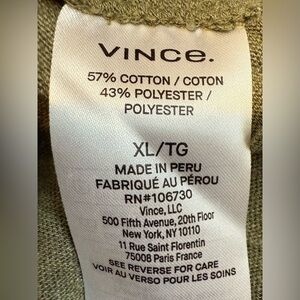 VINCE.
57% COTTON / COTON
43% POLYESTER /
POLYESTER
XL/TG
MADE IN PERU
FABRIQUÉ AU PÉROU
RN#106730
Vince, LLC
500 Fifth Avenue, 20th Floor
New York, NY 10110
11 Rue Saint Florentin
75008 Paris France
SEE REVERSE FOR CARE
VOIR AU VERSO POUR LES SOINS